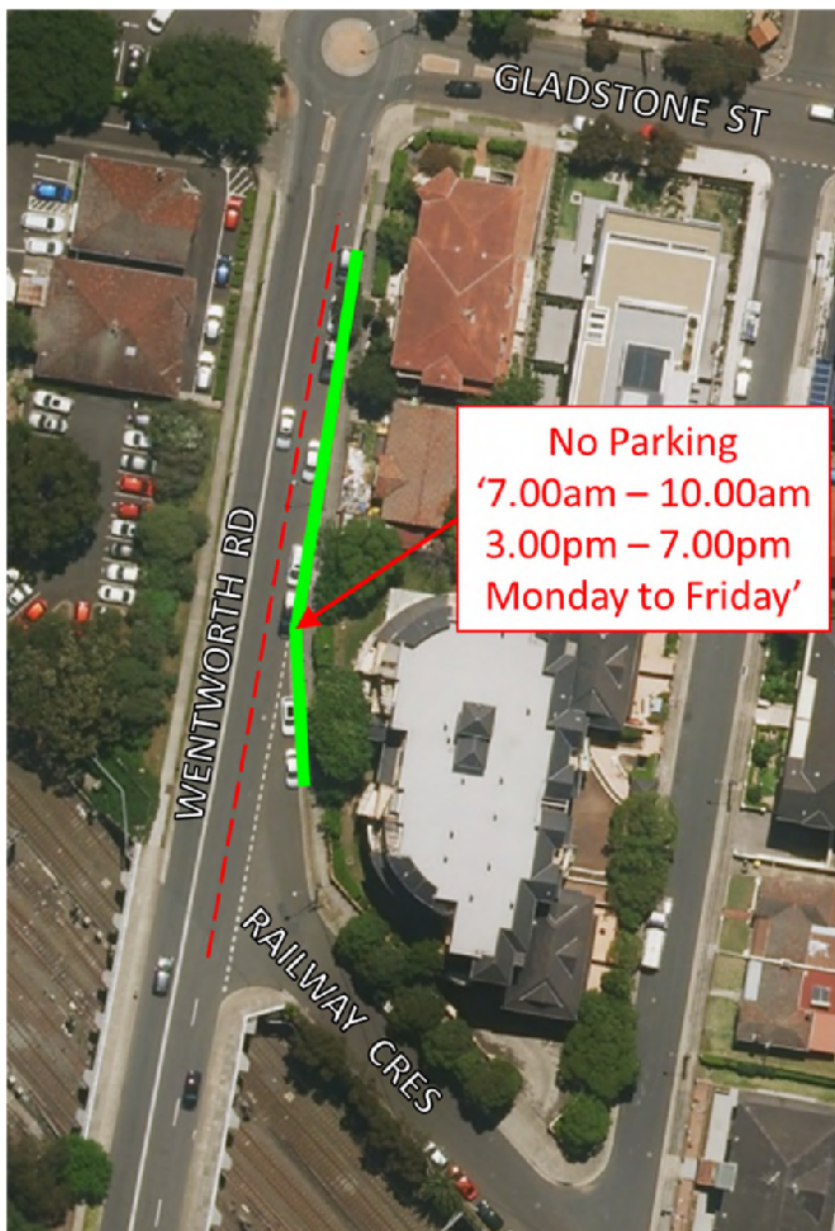 GLADSTONE ST
No Parking
‘7.00am – 10.00am
3.00pm – 7.00pm
Monday to Friday’
WENTWORTH RD
RAILWAY CRES